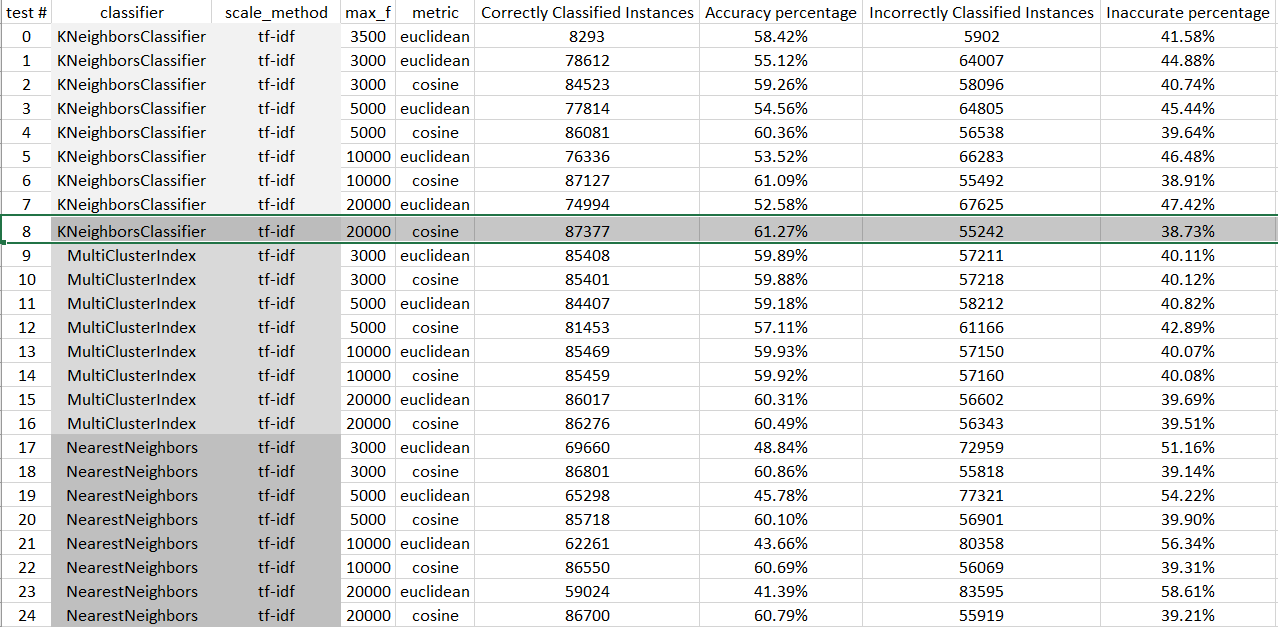 test # classifier scale_method max_f metric Correctly Classified Instances Accuracy percentage Incorrectly Classified Instances Inaccurate percentage
0 KNeighborsClassifier tf-idf 3500 euclidean 8293 58.42% 5902 41.58%
1 KNeighborsClassifier tf-idf 3000 euclidean 78612 55.12% 64007 44.88%
2 KNeighborsClassifier tf-idf 3000 cosine 84523 59.26% 58096 40.74%
3 KNeighborsClassifier tf-idf 5000 euclidean 77814 54.56% 64805 45.44%
4 KNeighborsClassifier tf-idf 5000 cosine 86081 60.36% 56538 39.64%
5 KNeighborsClassifier tf-idf 10000 euclidean 76336 53.52% 66283 46.48%
6 KNeighborsClassifier tf-idf 10000 cosine 87127 61.09% 55492 38.91%
7 KNeighborsClassifier tf-idf 20000 euclidean 74994 52.58% 67625 47.42%
8 KNeighborsClassifier tf-idf 20000 cosine 87377 61.27% 55242 38.73%
9 MultiClusterIndex tf-idf 3000 euclidean 85408 59.89% 57211 40.11%
10 MultiClusterIndex tf-idf 3000 cosine 85401 59.88% 57218 40.12%
11 MultiClusterIndex tf-idf 5000 euclidean 84407 59.18% 58212 40.82%
12 MultiClusterIndex tf-idf 5000 cosine 81453 57.11% 61166 42.89%
13 MultiClusterIndex tf-idf 10000 euclidean 85469 59.93% 57150 40.07%
14 MultiClusterIndex tf-idf 10000 cosine 85459 59.92% 57160 40.08%
15 MultiClusterIndex tf-idf 20000 euclidean 86017 60.31% 56602 39.69%
16 MultiClusterIndex tf-idf 20000 cosine 86276 60.49% 56343 39.51%
17 NearestNeighbors tf-idf 3000 euclidean 69660 48.84% 72959 51.16%
18 NearestNeighbors tf-idf 3000 cosine 86801 60.86% 55818 39.14%
19 NearestNeighbors tf-idf 5000 euclidean 65298 45.78% 77321 54.22%
20 NearestNeighbors tf-idf 5000 cosine 85718 60.10% 56901 39.90%
21 NearestNeighbors tf-idf 10000 euclidean 62261 43.66% 80358 56.34%
22 NearestNeighbors tf-idf 10000 cosine 86550 60.69% 56069 39.31%
23 NearestNeighbors tf-idf 20000 euclidean 59024 41.39% 83595 58.61%
24 NearestNeighbors tf-idf 20000 cosine 86700 60.79% 55919 39.21%